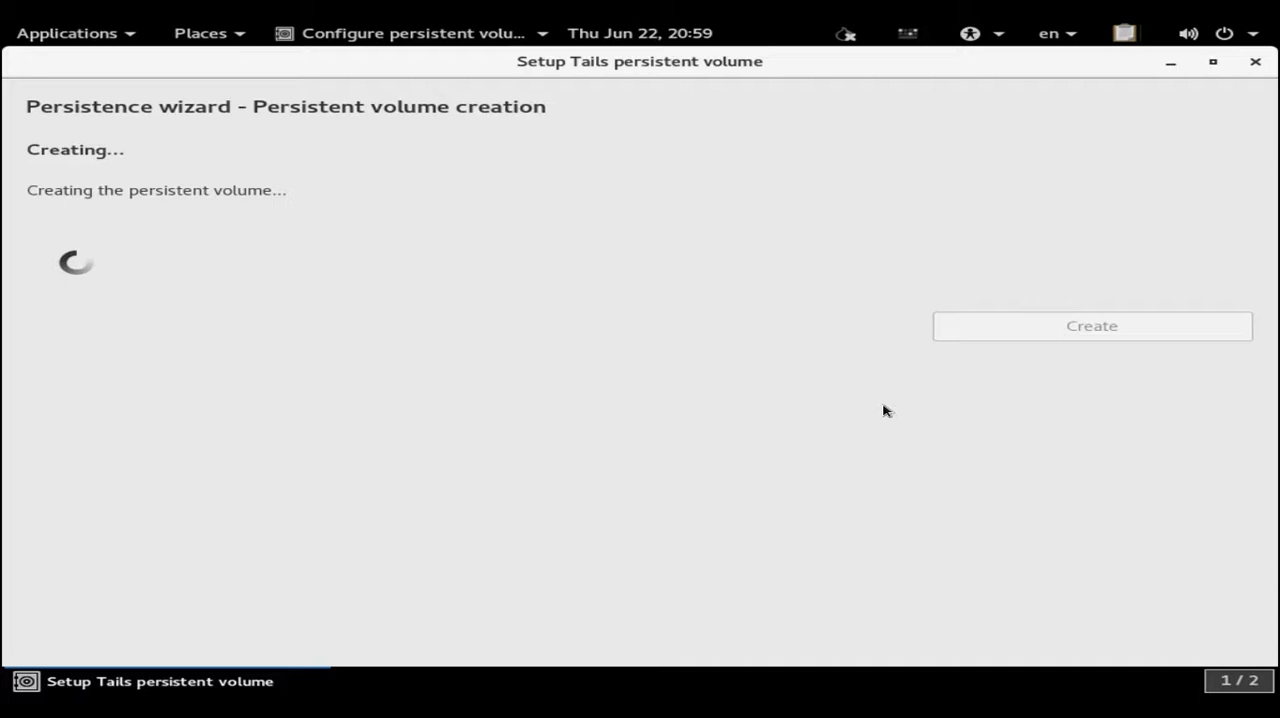 Applications Places Configure persistent volu... Thu Jun 22, 20:59 en
Setup Tails persistent volume
Persistence wizard - Persistent volume creation
Creating...
Creating the persistent volume...
Create
Setup Tails persistent volume 1 / 2